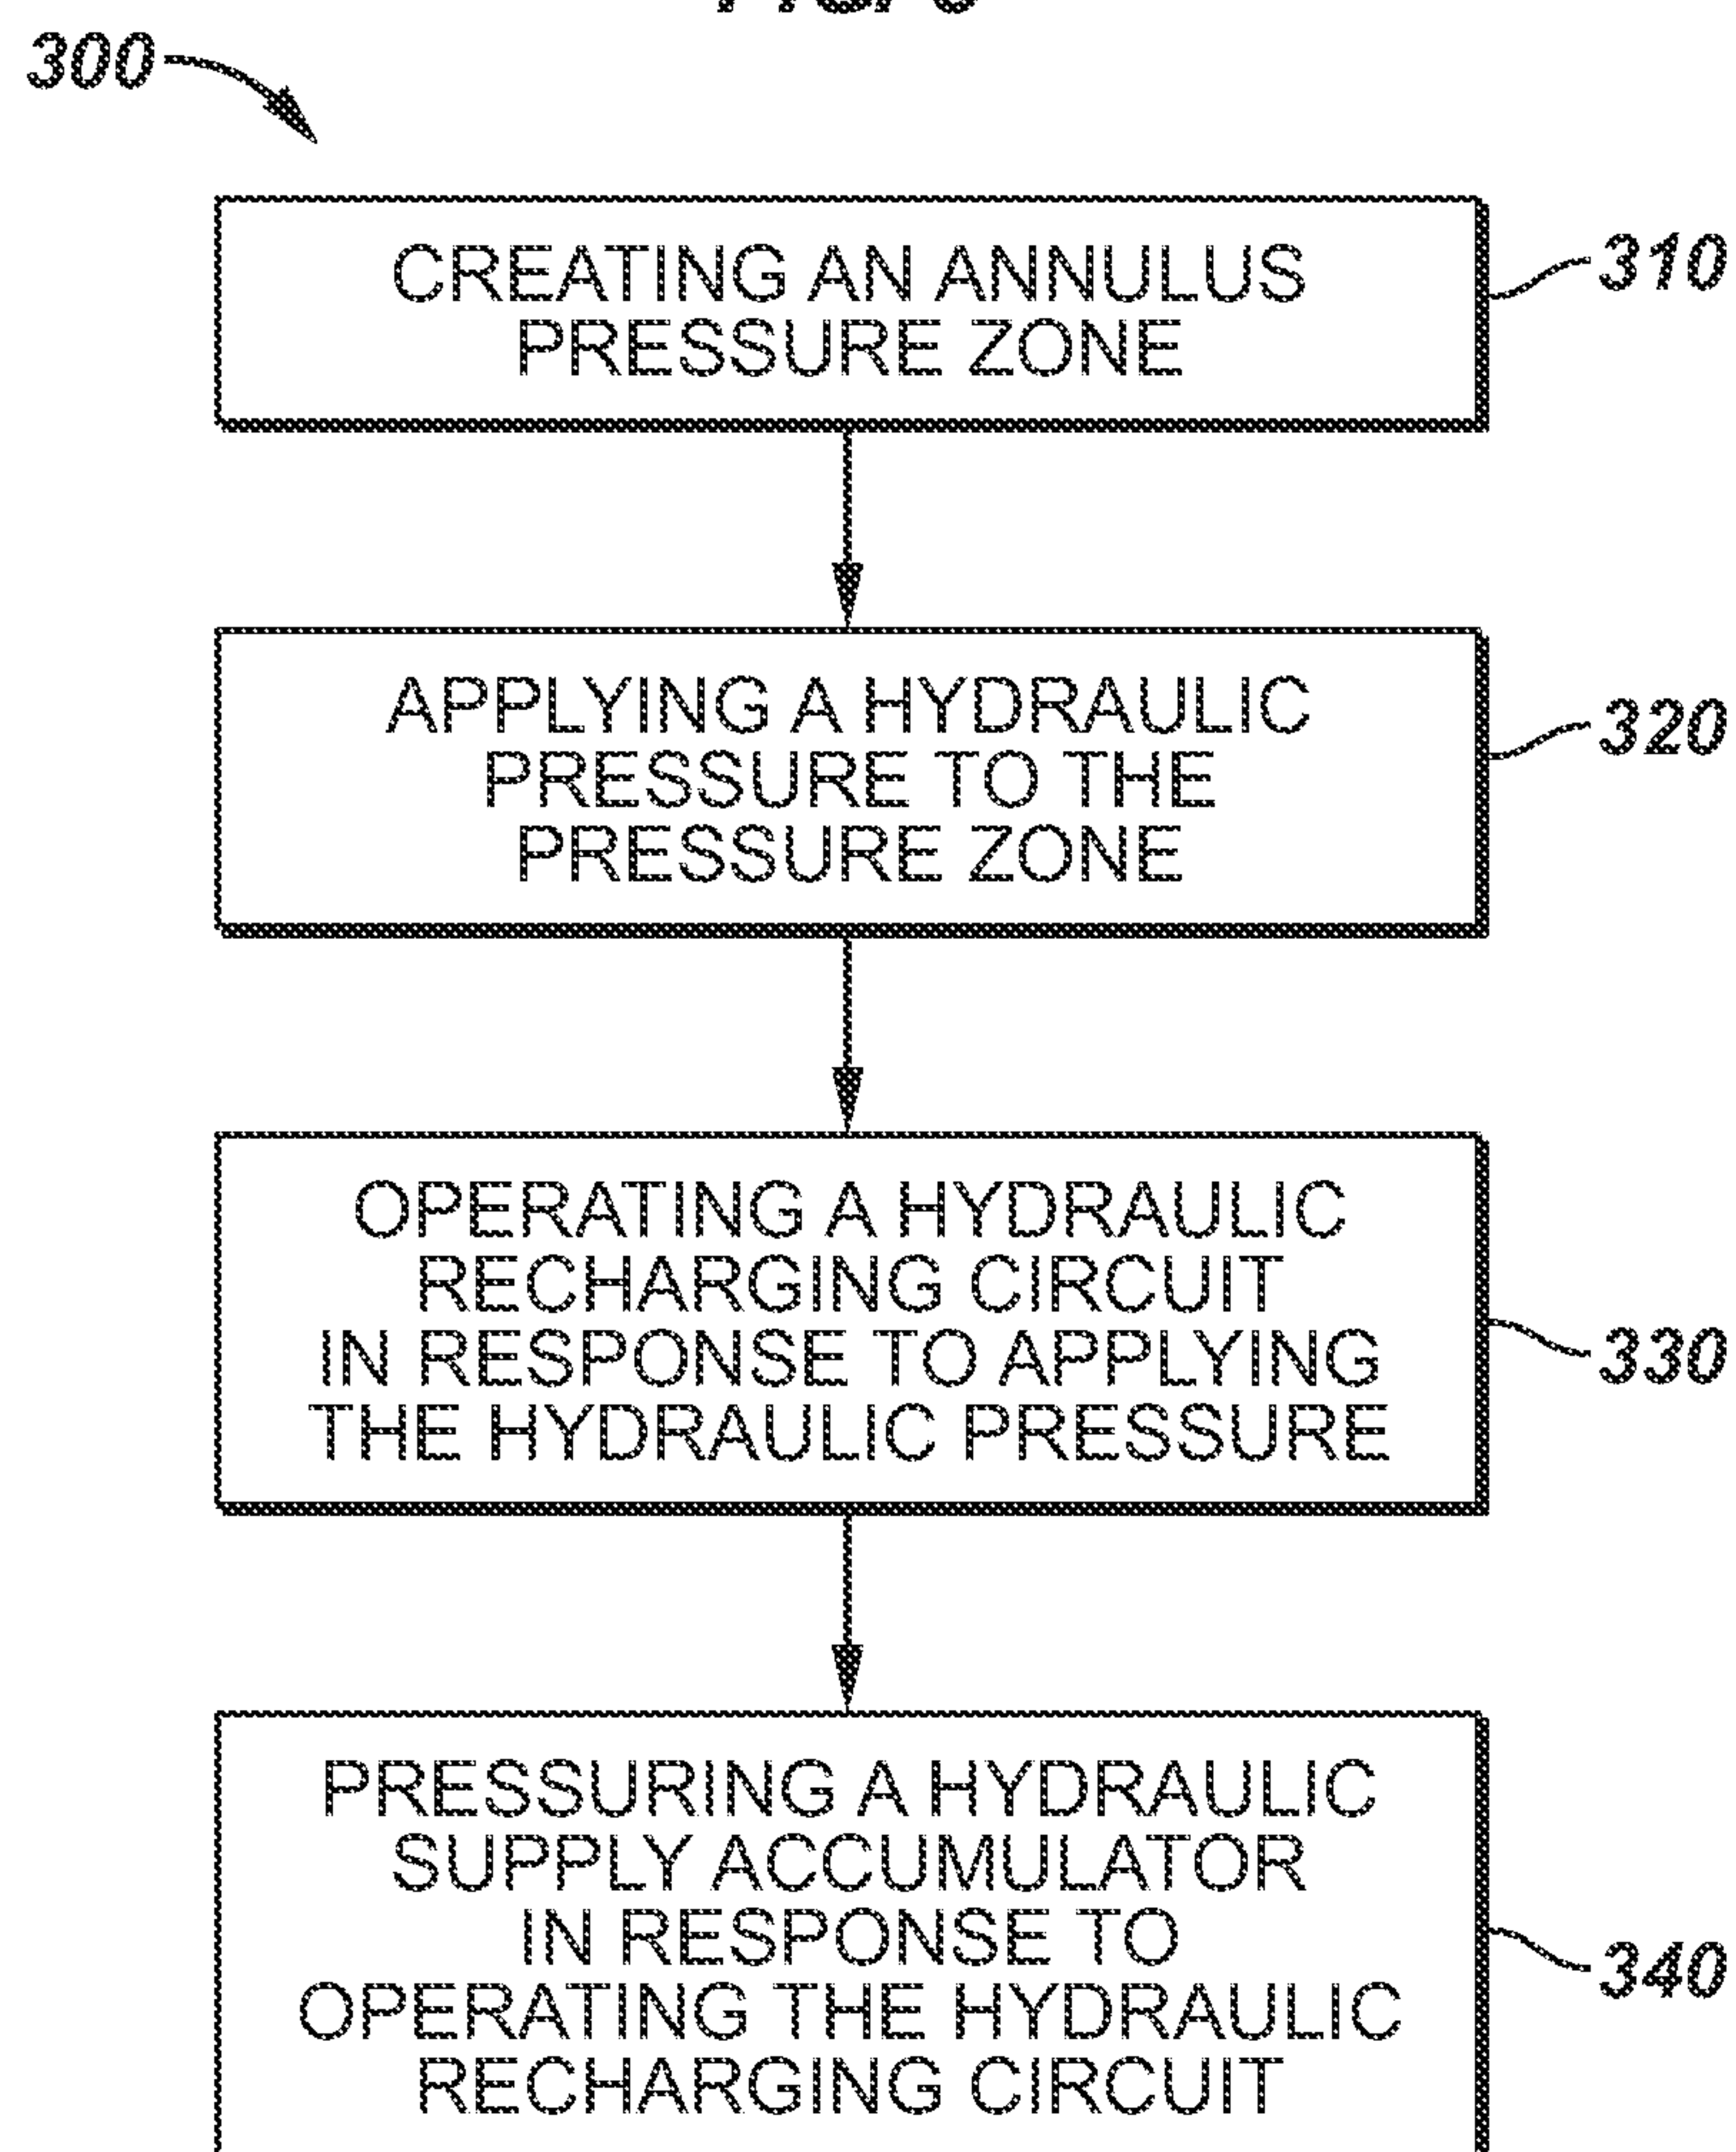 300
CREATING AN ANNULUS
PRESSURE ZONE
310
APPLYING A HYDRAULIC
PRESSURE TO THE
PRESSURE ZONE
320
OPERATING A HYDRAULIC
RECHARGING CIRCUIT
IN RESPONSE TO APPLYING
THE HYDRAULIC PRESSURE
330
PRESSURING A HYDRAULIC
SUPPLY ACCUMULATOR
IN RESPONSE TO
OPERATING THE HYDRAULIC
RECHARGING CIRCUIT
340